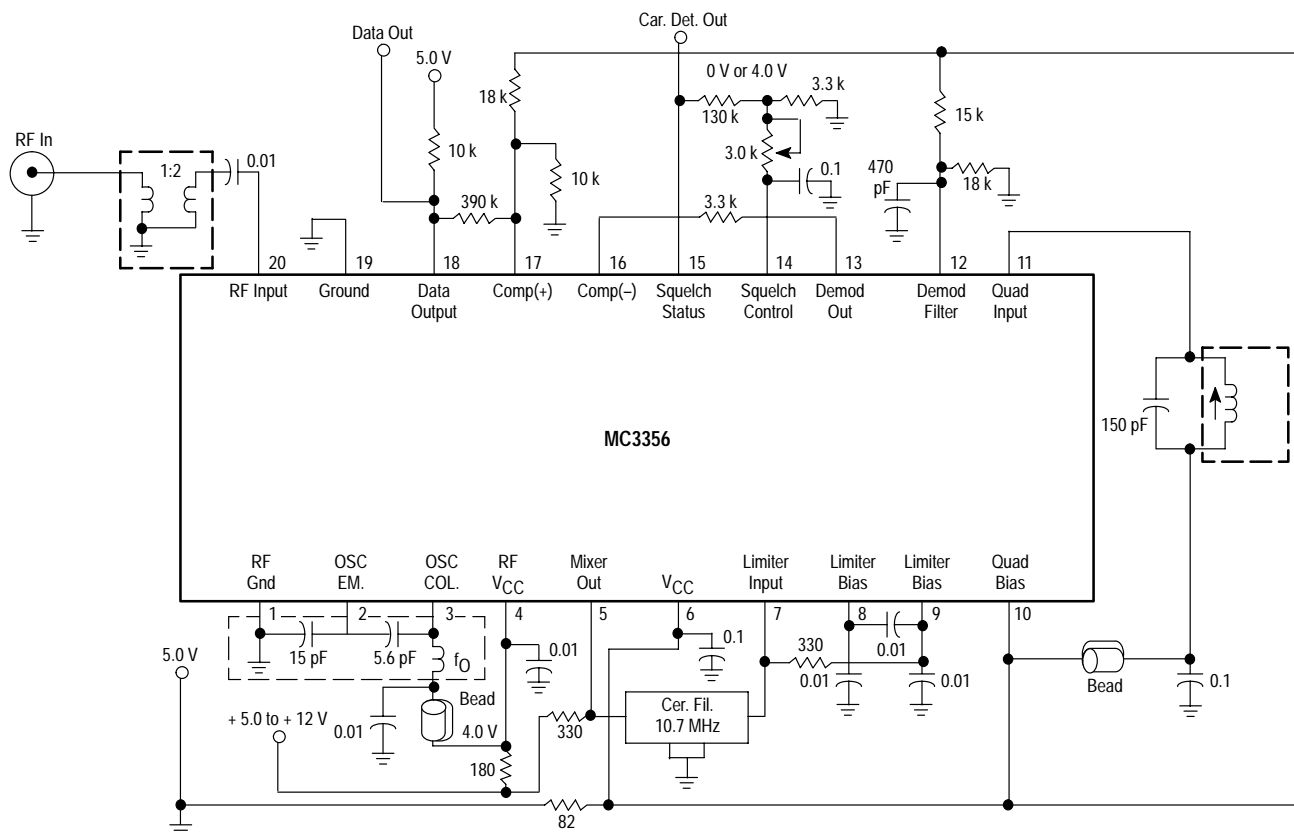 Car. Det. Out
Data Out
5.0 V
0 V or 4.0 V
3.3 k
18 k
130 k
15 k
RF In
0.01
1:2
10 k
3.0 k
0.1
470
pF
10 k
18 k
390 k
3.3 k
20 19 18 17 16 15 14 13 12 11
RF Input
Ground
Data
Output
Comp(+)
Comp(–)
Squelch
Status
Squelch
Control
Demod
Out
Demod
Filter
Quad
Input
150 pF
MC3356
RF
Gnd
OSC
EM.
OSC
COL.
RF
VCC
Mixer
Out
VCC
Limiter
Input
Limiter
Bias
Limiter
Bias
Quad
Bias
1 2 3 4 5 6 7 8 9 10
15 pF
5.6 pF
fO
0.01
0.1
330
0.01
0.01
0.01
5.0 V
Bead
0.1
Bead
+ 5.0 to + 12 V
0.01
4.0 V
330
Cer. Fil.
10.7 MHz
180
82